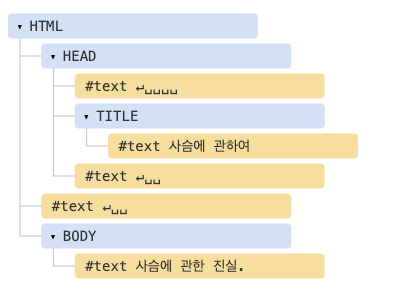 ▾ HTML
▾ HEAD
#text ↵␣␣␣␣
▾ TITLE
#text 사슴에 관하여
#text ↵␣␣
#text ↵␣␣
▾ BODY
#text 사슴에 관한 진실.